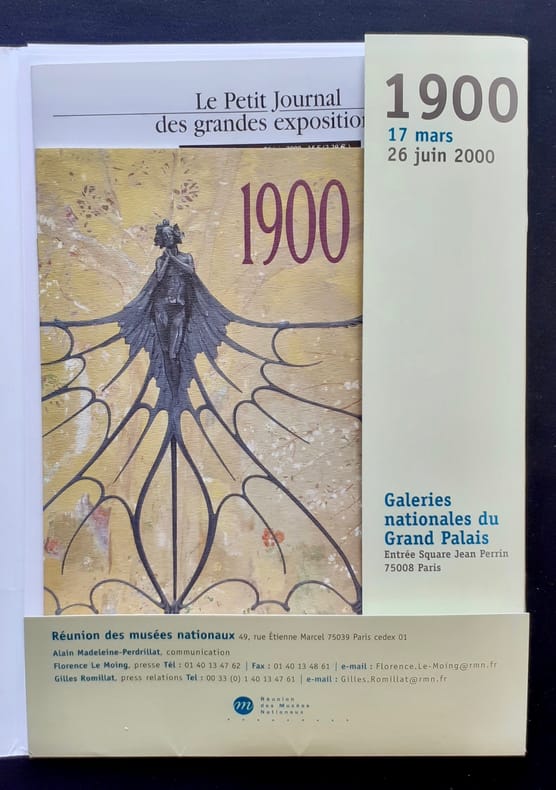 Le Petit Journal
des grandes exposition
1900
1900
17 mars
26 juin 2000
Galeries
nationales du
Grand Palais
Entrée Square Jean Perrin
75008 Paris
Réunion des musées nationaux 49, rue Étienne Marcel 75039 Paris cedex 01
Alain Madeleine-Perdrillat, communication
Florence Le Moing, presse Tél : 01 40 13 47 62 | Fax : 01 40 13 48 61 | e-mail : Florence.Le-Moing@rmn.fr
Gilles Romillat, press relations Tel : 00 33 (0) 1 40 13 47 61 | e-mail : Gilles.Romillat@rmn.fr
m Réunion
des Musées
Nationaux